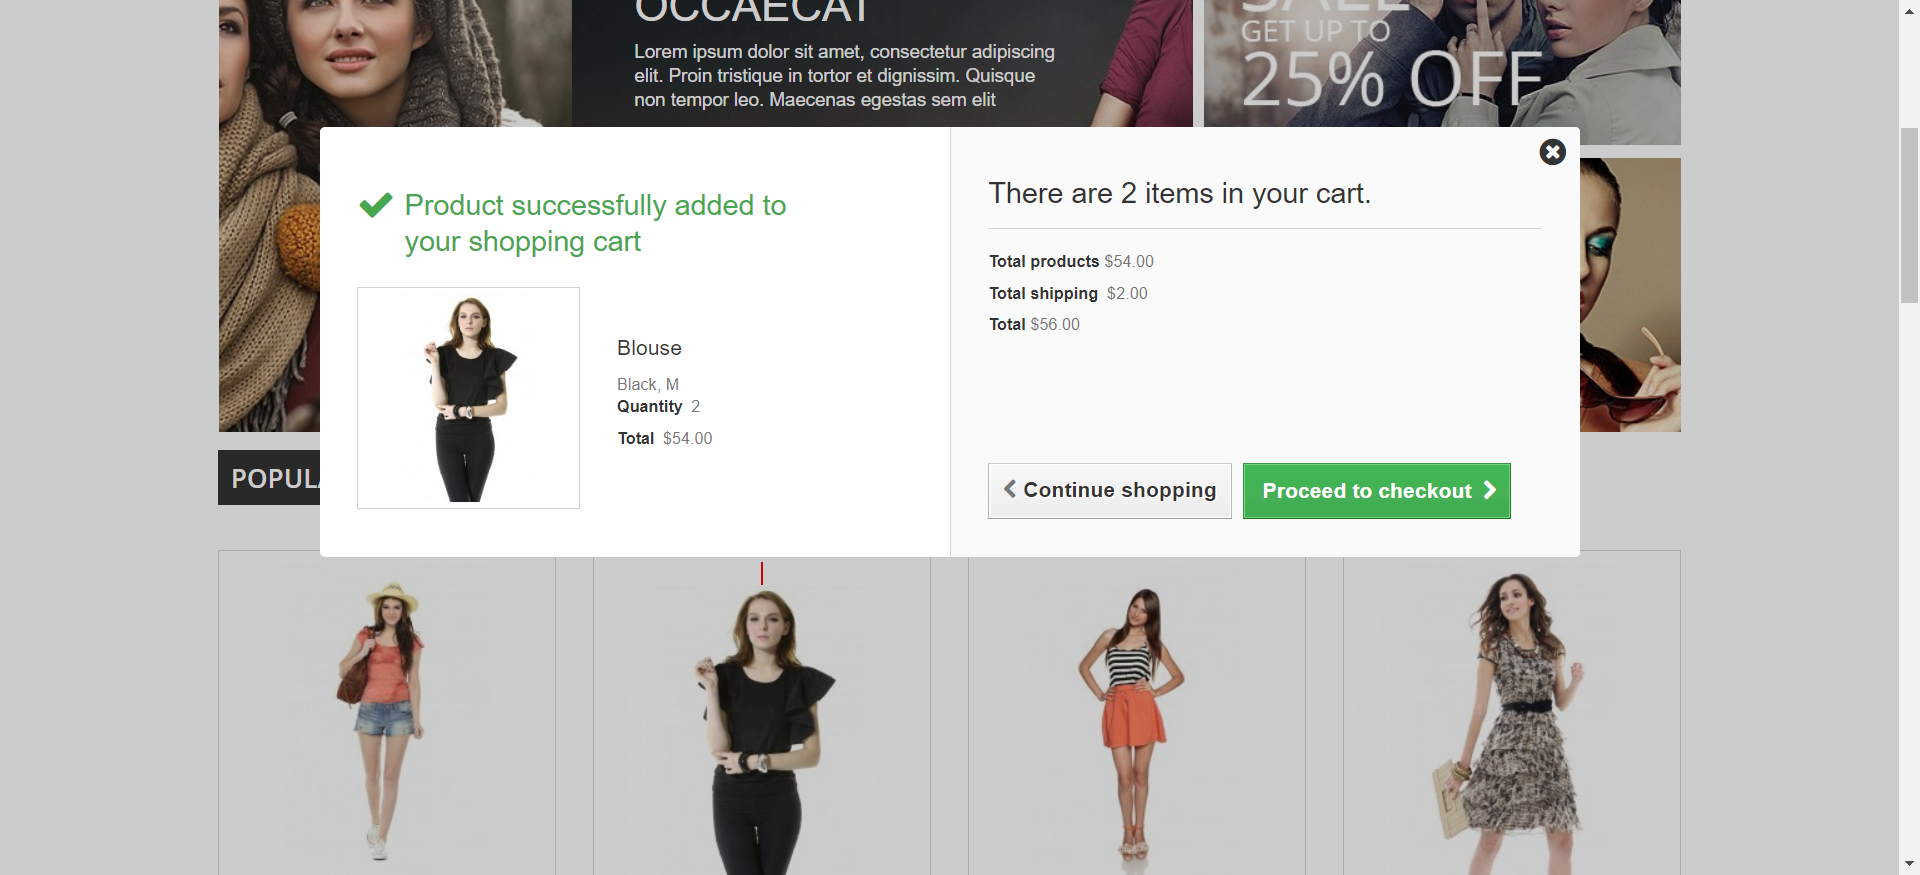 OCCAECAT
Lorem ipsum dolor sit amet, consectetur adipiscing
elit. Proin tristique in tortor et dignissim. Quisque
non tempor leo. Maecenas egestas sem elit
SALE
GET UP TO
25% OFF
Product successfully added to
your shopping cart
Blouse
Black, M
Quantity 2
Total $54.00
There are 2 items in your cart.
Total products $54.00
Total shipping $2.00
Total $56.00
Continue shopping
Proceed to checkout
POPULA